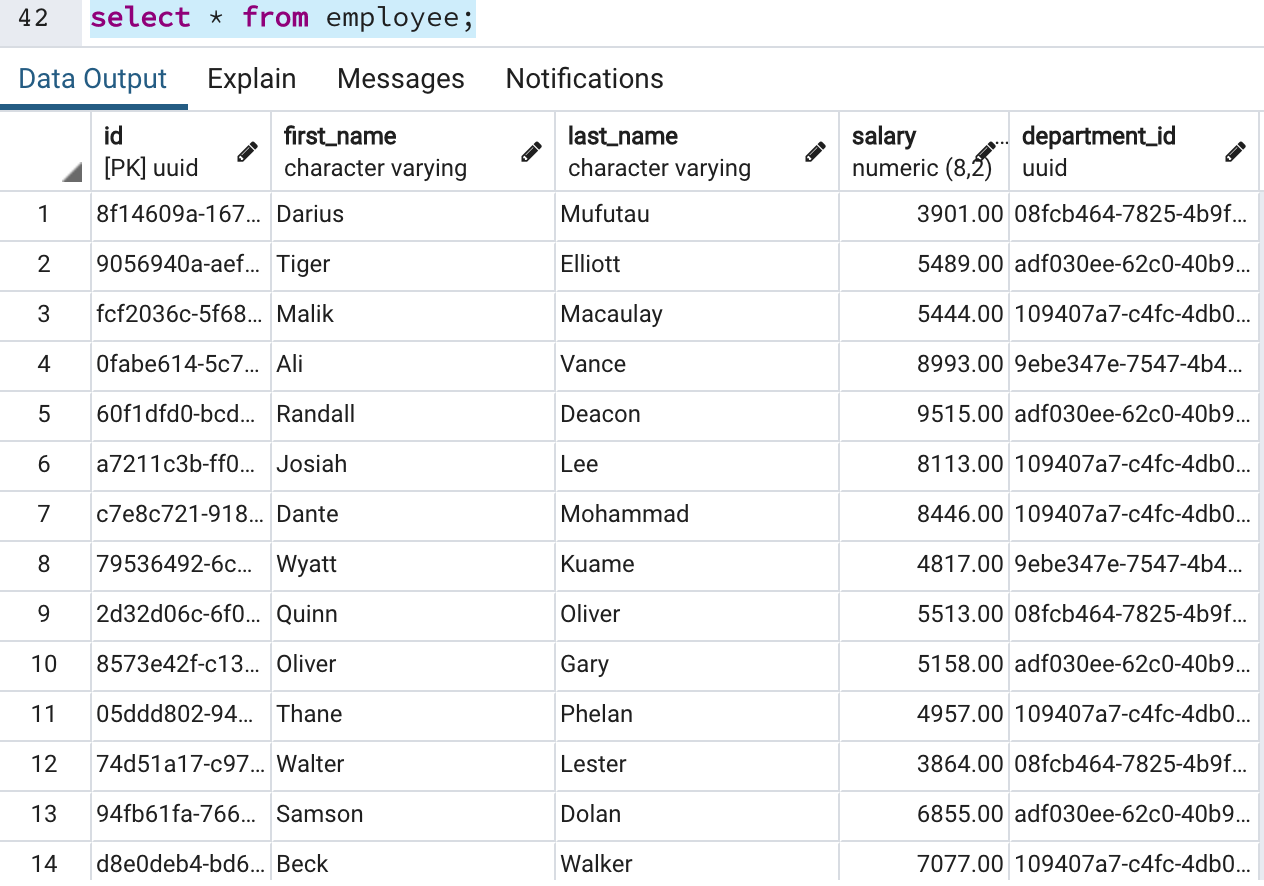 42 select * from employee;
Data Output Explain Messages Notifications
id first_name last_name salary ... department_id
[PK] uuid character varying character varying numeric (8,2) uuid
1 8f14609a-167... Darius Mufutau 3901.00 08fcb464-7825-4b9f...
2 9056940a-aef... Tiger Elliott 5489.00 adf030ee-62c0-40b9...
3 fcf2036c-5f68... Malik Macaulay 5444.00 109407a7-c4fc-4db0...
4 0fabe614-5c7... Ali Vance 8993.00 9ebe347e-7547-4b4...
5 60f1dfd0-bcd... Randall Deacon 9515.00 adf030ee-62c0-40b9...
6 a7211c3b-ff0... Josiah Lee 8113.00 109407a7-c4fc-4db0...
7 c7e8c721-918... Dante Mohammad 8446.00 109407a7-c4fc-4db0...
8 79536492-6c... Wyatt Kuame 4817.00 9ebe347e-7547-4b4...
9 2d32d06c-6f0... Quinn Oliver 5513.00 08fcb464-7825-4b9f...
10 8573e42f-c13... Oliver Gary 5158.00 adf030ee-62c0-40b9...
11 05ddd802-94... Thane Phelan 4957.00 109407a7-c4fc-4db0...
12 74d51a17-c97... Walter Lester 3864.00 08fcb464-7825-4b9f...
13 94fb61fa-766... Samson Dolan 6855.00 adf030ee-62c0-40b9...
14 d8e0deb4-bd6... Beck Walker 7077.00 109407a7-c4fc-4db0...